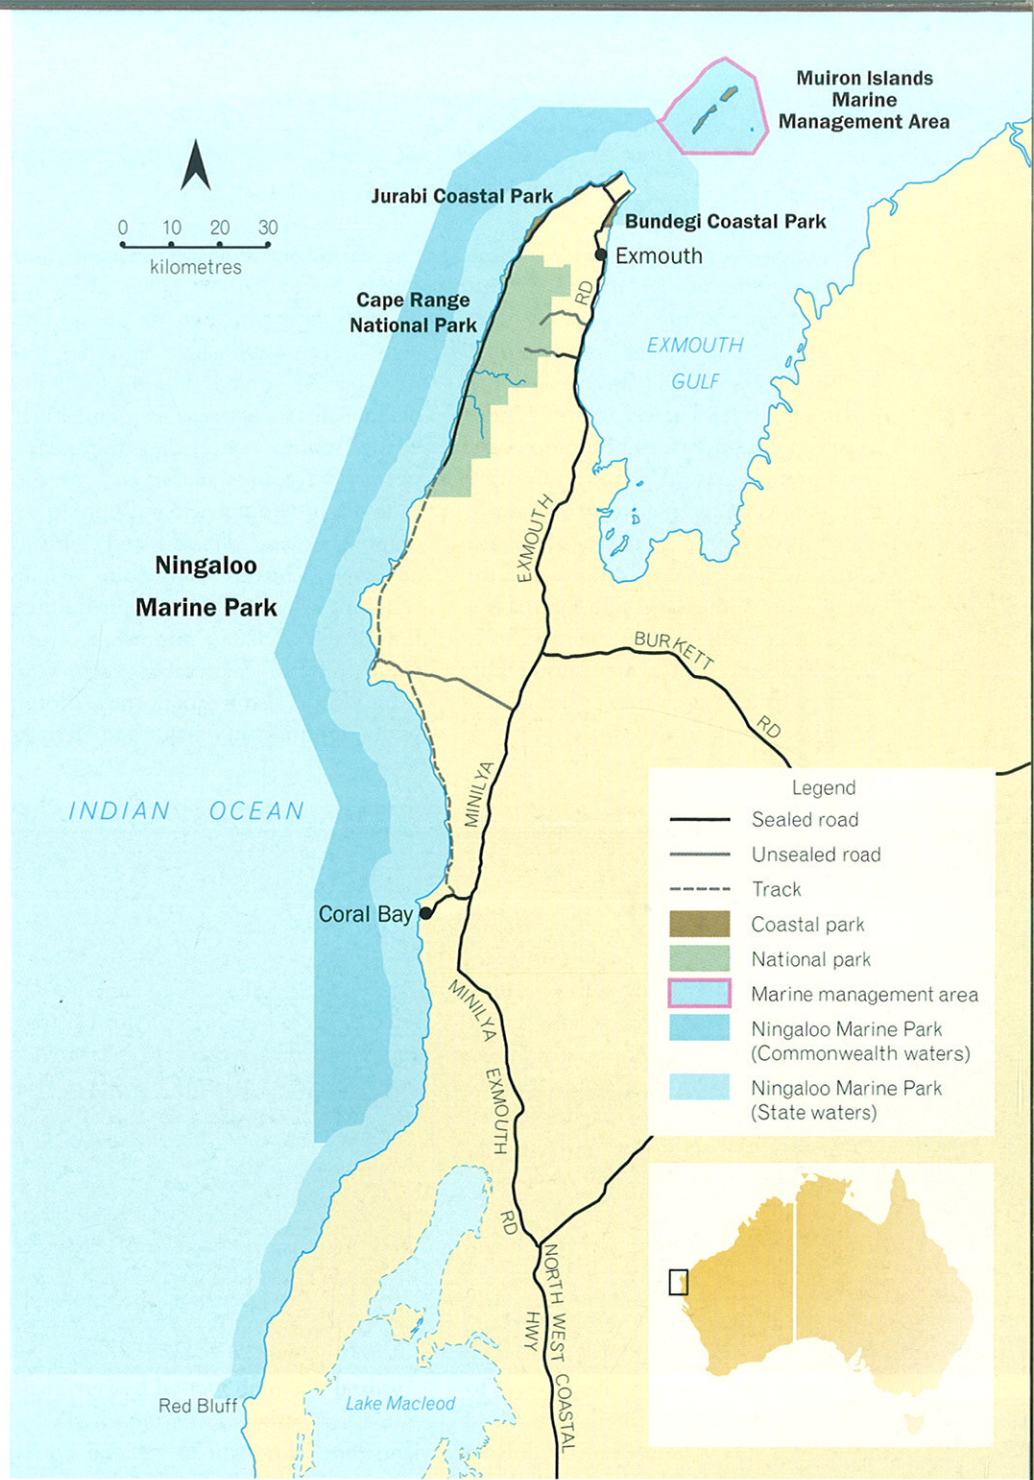 Muiron Islands
Marine
Management Area
Jurabi Coastal Park
Bundegi Coastal Park
0 10 20 30
kilometres
Exmouth
RD
Cape Range
National Park
EXMOUTH
GULF
EXMOUTH
Ningaloo
Marine Park
BURKETT
RD
MINILYA
INDIAN OCEAN
Legend
Sealed road
Unsealed road
Track
Coastal park
National park
Marine management area
Ningaloo Marine Park
(Commonwealth waters)
Ningaloo Marine Park
(State waters)
Coral Bay
MINILYA
EXMOUTH
RD
NORTH WEST COASTAL
HWY
Red Bluff
Lake Macleod